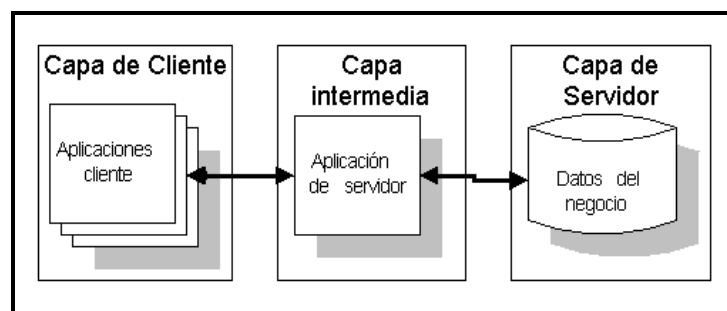 Capa de Cliente
Aplicaciones
cliente
Capa
intermedia
Aplicación
de servidor
Capa de
Servidor
Datos del
negocio